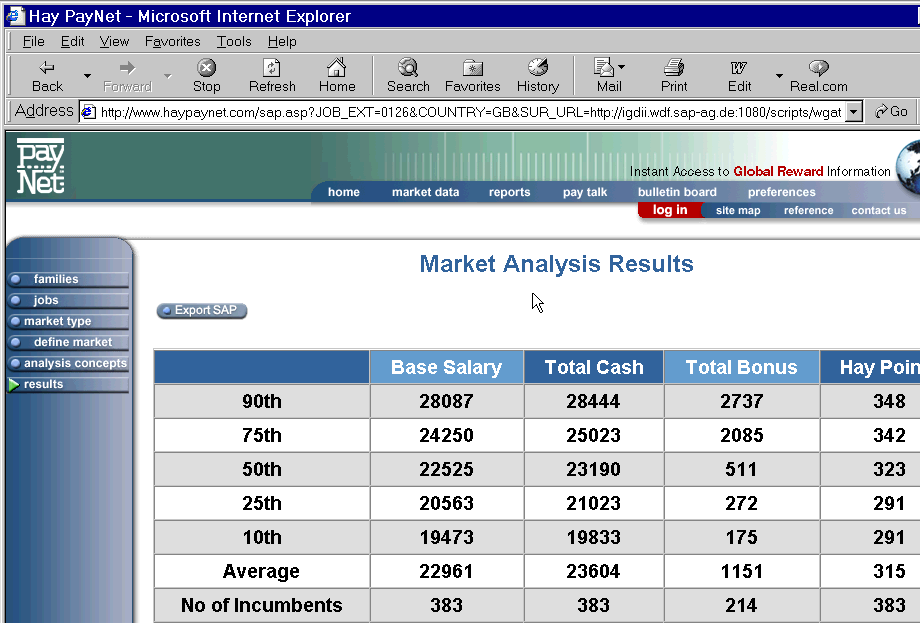 Hay PayNet - Microsoft Internet Explorer
File Edit View Favorites Tools Help
Back Forward Stop Refresh Home Search Favorites History Mail Print Edit Real.com
Address http://www.haypaynet.com/sap.asp?JOB_EXT=0126&COUNTRY=GB&SUR_URL=http://igdii.wdf.sap-ag.de:1080/scripts/wgat Go
pay
Net
Instant Access to Global Reward Information
home market data reports pay talk bulletin board preferences
log in site map reference contact us
Market Analysis Results
families
jobs
market type
define market
analysis concepts
results
Export SAP
Base Salary Total Cash Total Bonus Hay Poin
90th 28087 28444 2737 348
75th 24250 25023 2085 342
50th 22525 23190 511 323
25th 20563 21023 272 291
10th 19473 19833 175 291
Average 22961 23604 1151 315
No of Incumbents 383 383 214 383